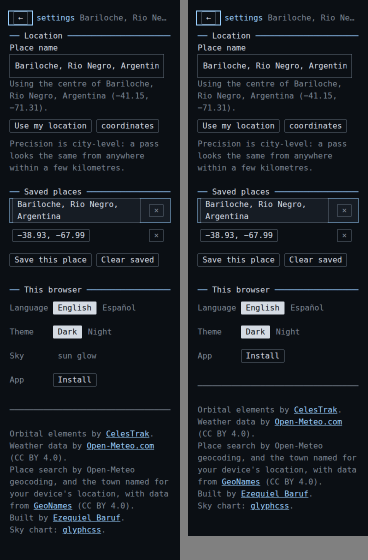 ← settings Bariloche, Rio Ne…
Location
Place name
Bariloche, Rio Negro, Argentin
Using the centre of Bariloche,
Rio Negro, Argentina (−41.15,
−71.31).
Use my location coordinates
Precision is city-level: a pass
looks the same from anywhere
within a few kilometres.
Saved places
Bariloche, Rio Negro,
Argentina ×
−38.93, −67.99 ×
Save this place Clear saved
This browser
Language English Español
Theme Dark Night
Sky sun glow
App Install
Orbital elements by CelesTrak.
Weather data by Open-Meteo.com
(CC BY 4.0).
Place search by Open-Meteo
geocoding, and the town named for
your device's location, with data
from GeoNames (CC BY 4.0).
Built by Ezequiel Baruf.
Sky chart: glyphcss.
← settings Bariloche, Rio Ne…
Location
Place name
Bariloche, Rio Negro, Argentin
Using the centre of Bariloche,
Rio Negro, Argentina (−41.15,
−71.31).
Use my location coordinates
Precision is city-level: a pass
looks the same from anywhere
within a few kilometres.
Saved places
Bariloche, Rio Negro,
Argentina ×
−38.93, −67.99 ×
Save this place Clear saved
This browser
Language English Español
Theme Dark Night
App Install
Orbital elements by CelesTrak.
Weather data by Open-Meteo.com
(CC BY 4.0).
Place search by Open-Meteo
geocoding, and the town named for
your device's location, with data
from GeoNames (CC BY 4.0).
Built by Ezequiel Baruf.
Sky chart: glyphcss.